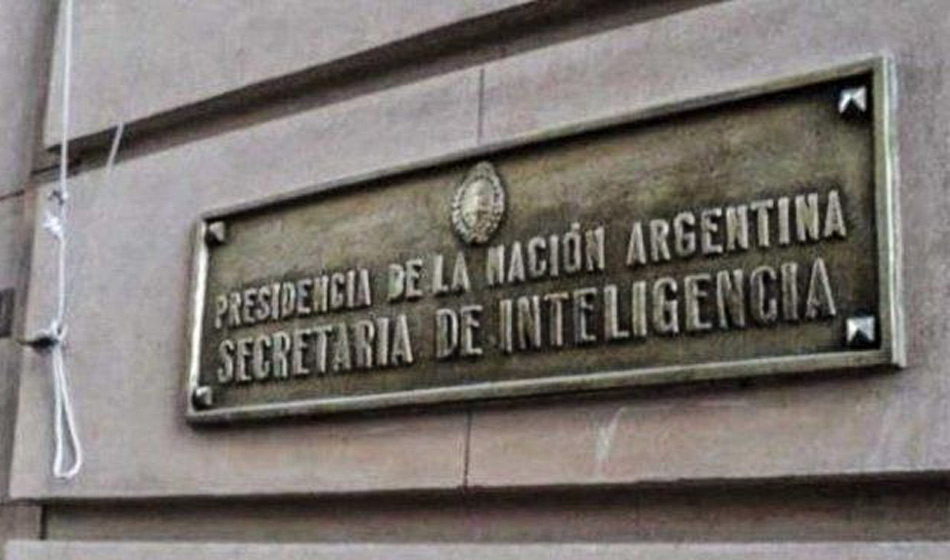 PRESIDENCIA DE LA NACIÓN ARGENTINA
SECRETARIA DE INTELIGENCIA